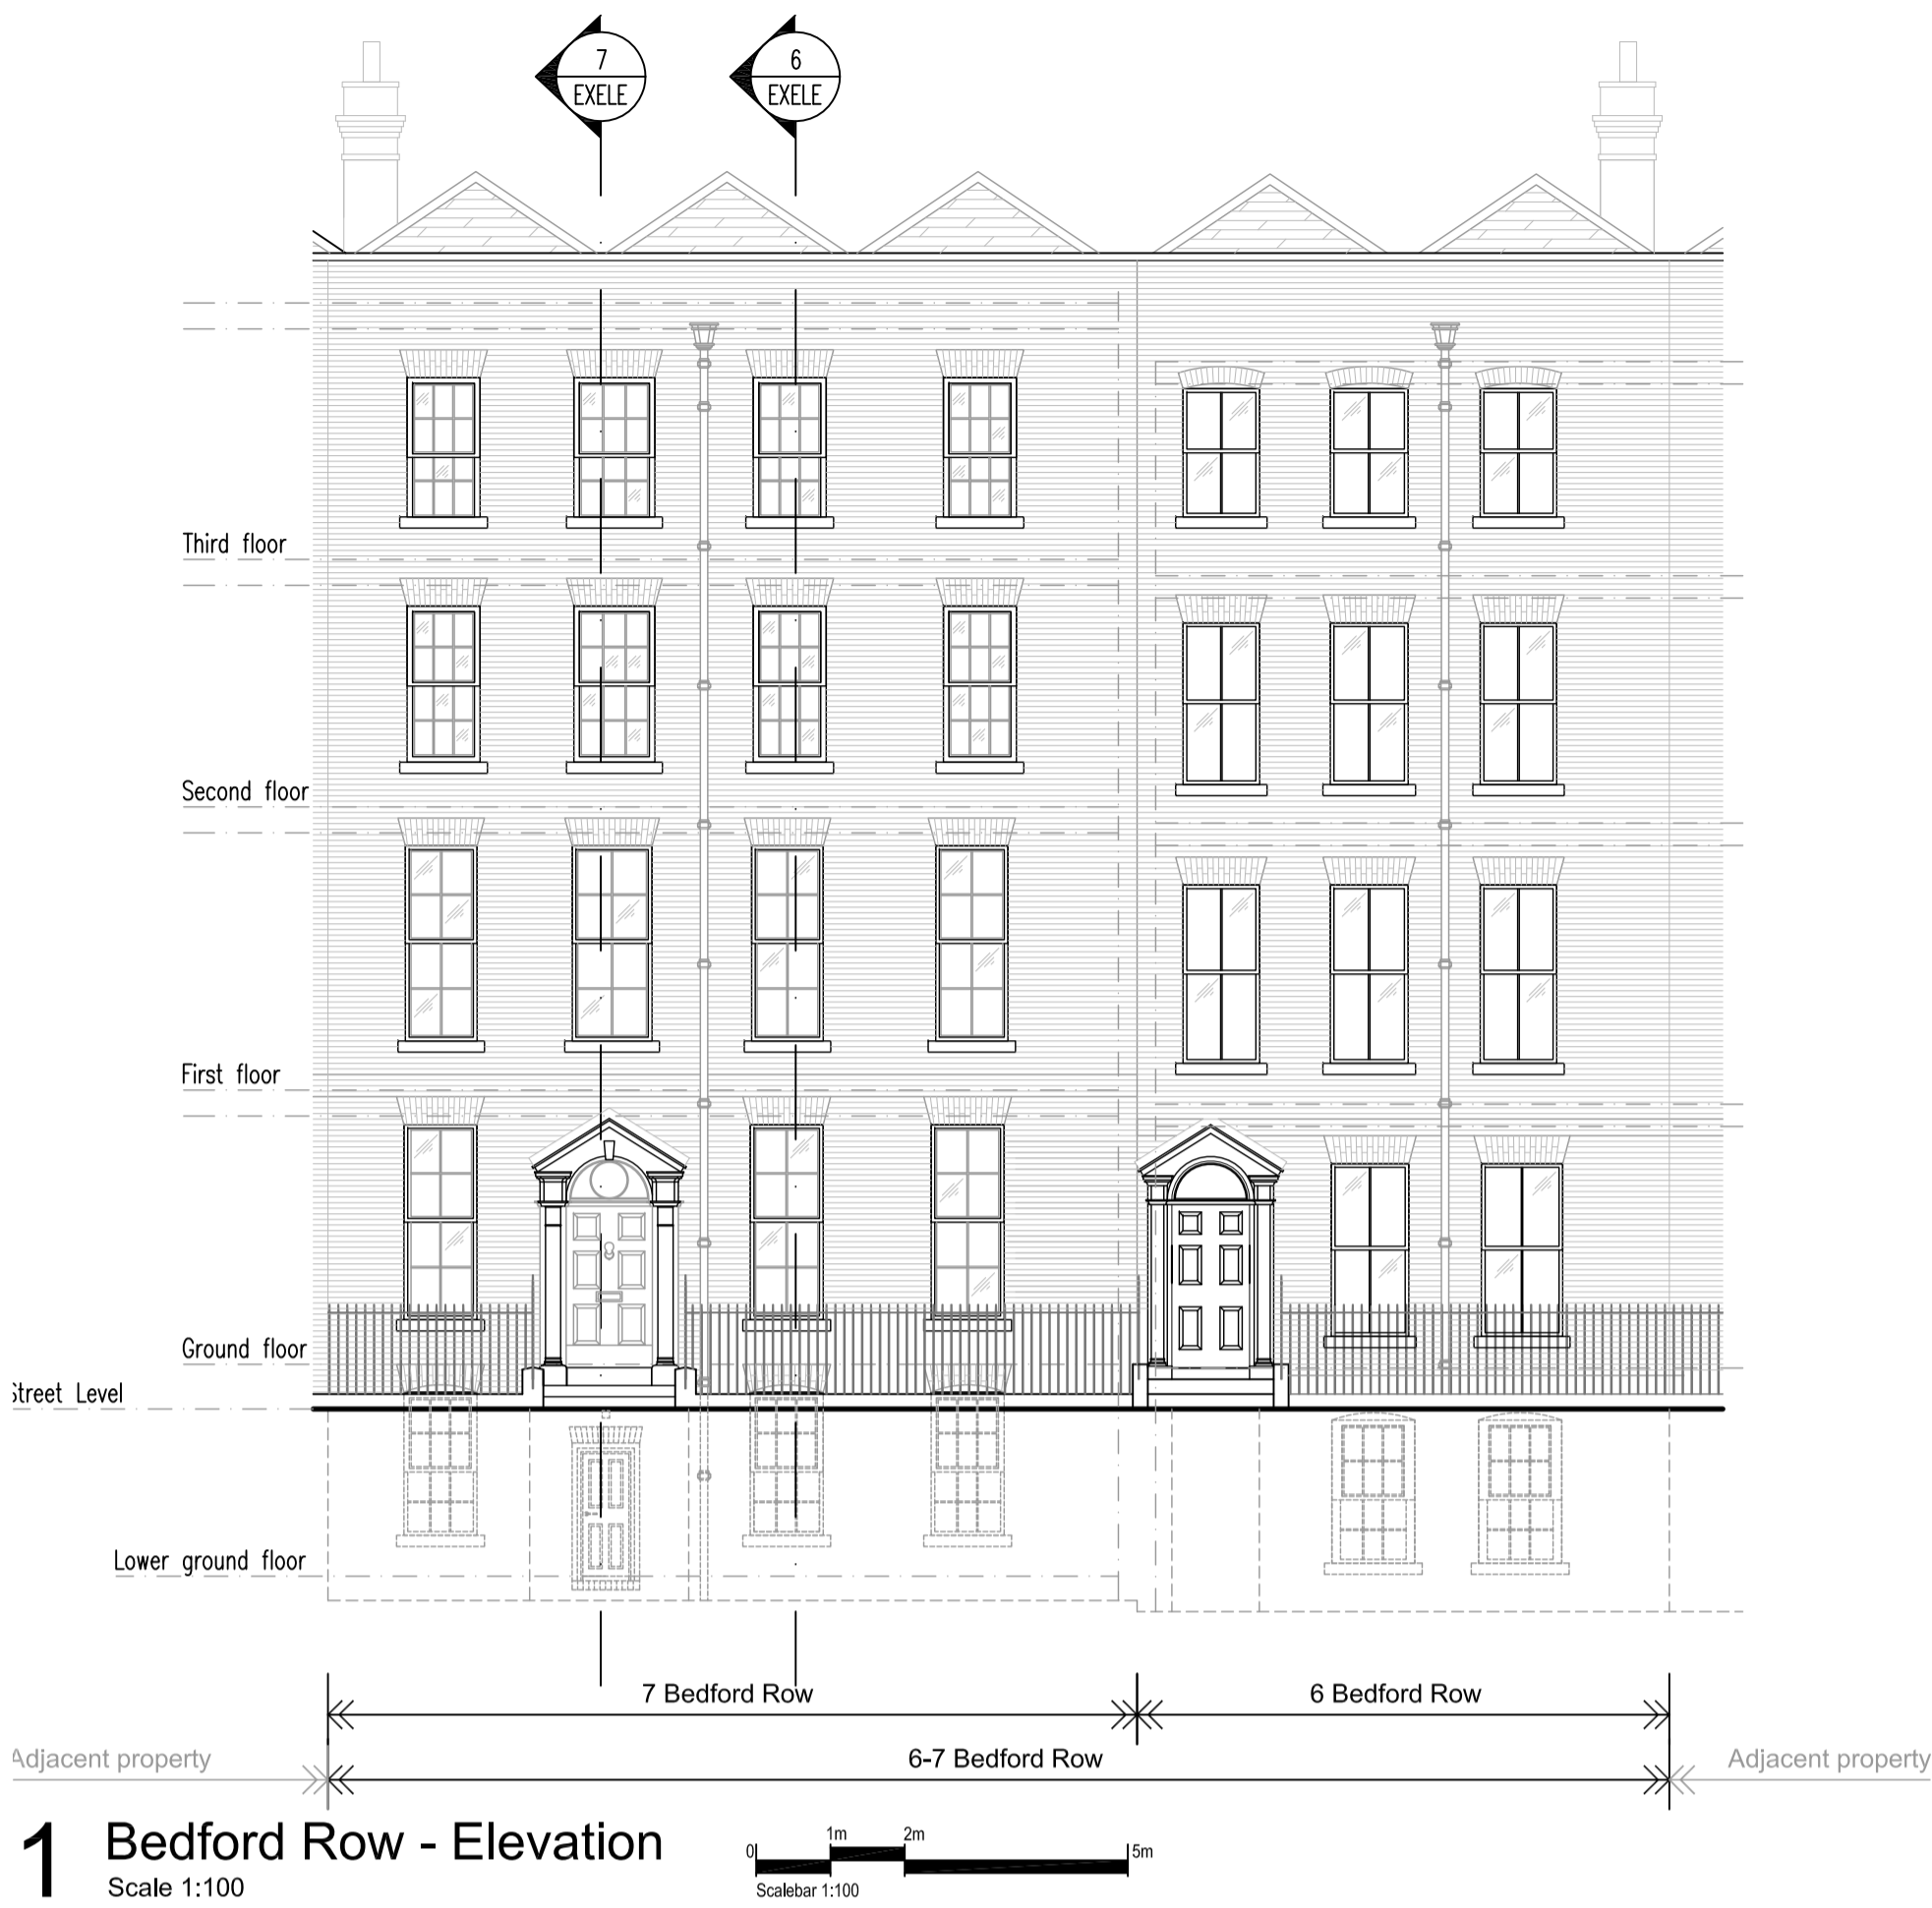 7
EXELE
6
EXELE
Third floor
Second floor
First floor
Ground floor
Street Level
Lower ground floor
7 Bedford Row
6 Bedford Row
Adjacent property
6-7 Bedford Row
Adjacent property
1
Bedford Row - Elevation
Scale 1:100
0
1m
2m
5m
Scalebar 1:100